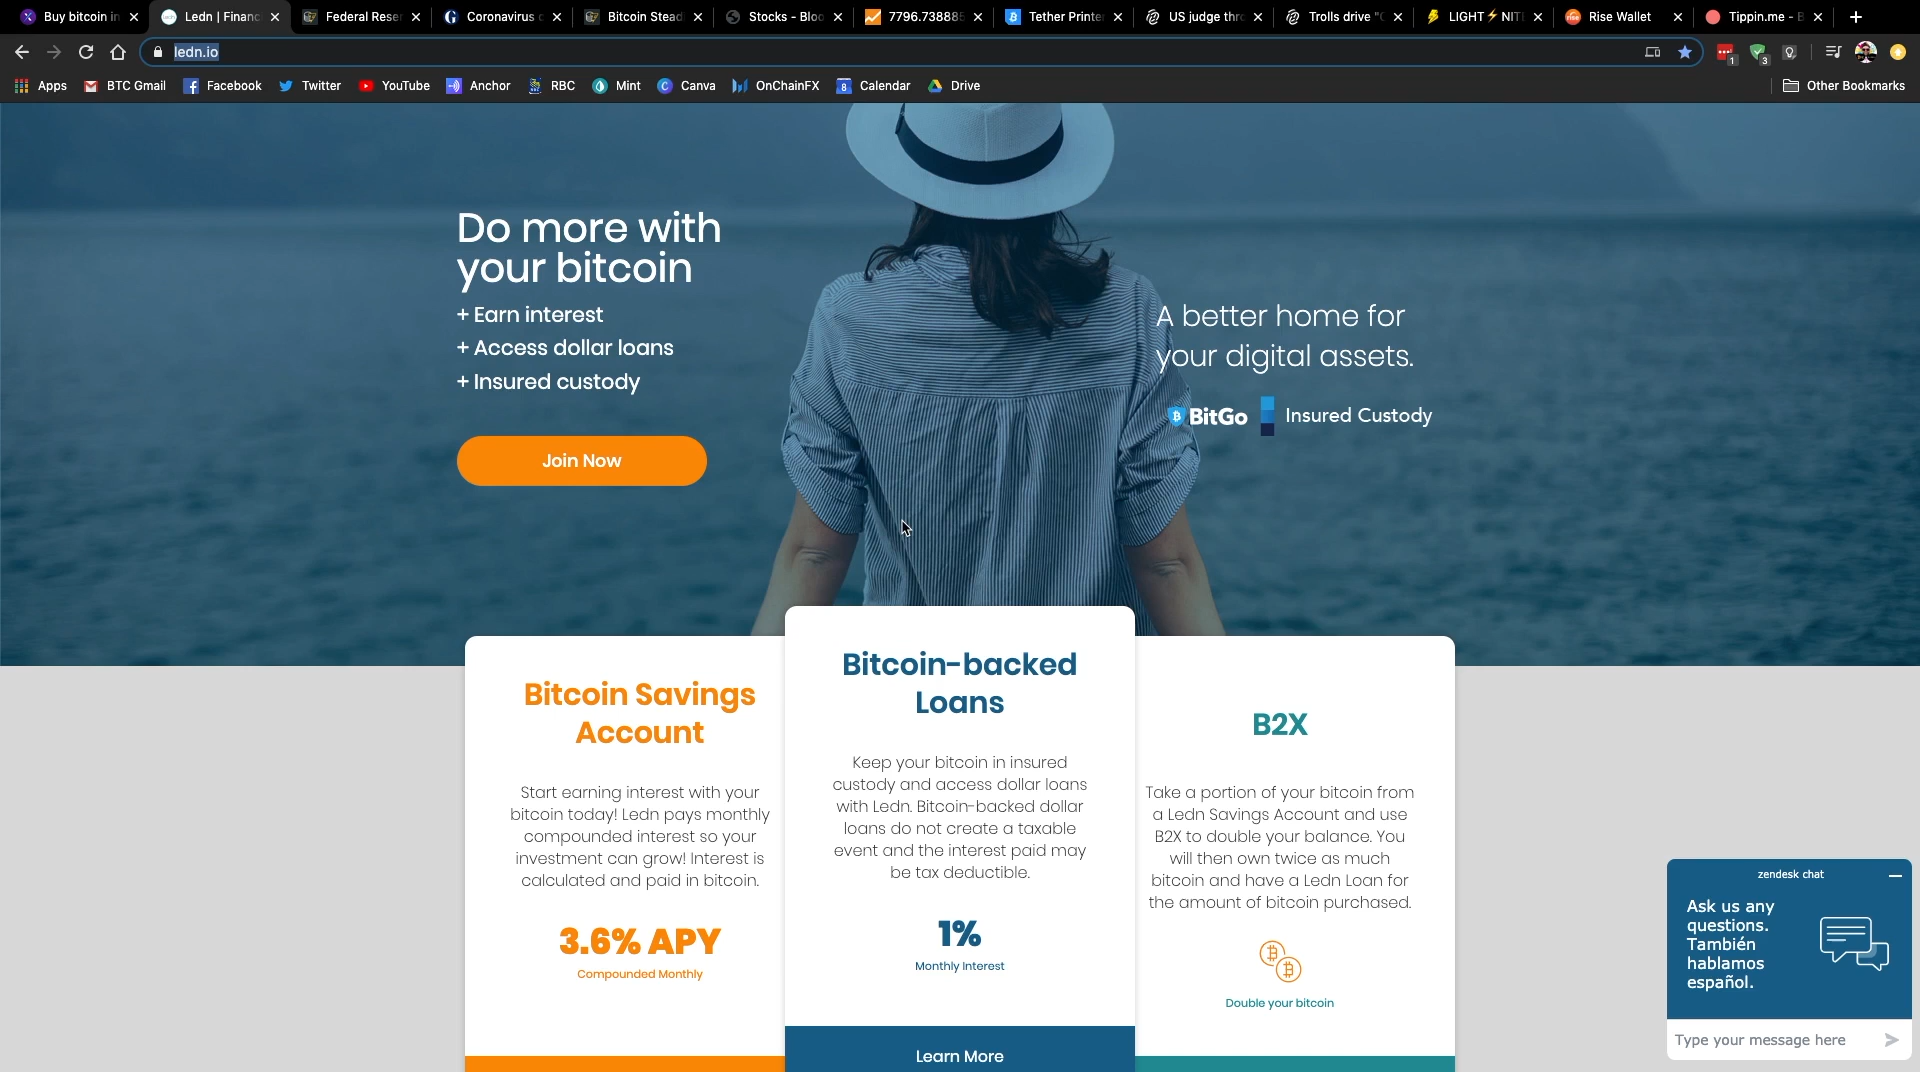 Buy bitcoin in
Ledn | Financ
Federal Reser
Coronavirus c
Bitcoin Stead
Stocks - Bloo
7796.738885
Tether Printe
US judge thro
Trolls drive "C
LIGHT⚡NITE
Rise Wallet
Tippin.me - B
ledn.io
1
3
Apps
BTC Gmail
Facebook
Twitter
YouTube
Anchor
RBC
Mint
Canva
OnChainFX
Calendar
Drive
Other Bookmarks
Do more with
your bitcoin
+ Earn interest
+ Access dollar loans
+ Insured custody
Join Now
A better home for
your digital assets.
BitGo Insured Custody
Bitcoin Savings
Account
Start earning interest with your
bitcoin today! Ledn pays monthly
compounded interest so your
investment can grow! Interest is
calculated and paid in bitcoin.
3.6% APY
Compounded Monthly
Bitcoin-backed
Loans
Keep your bitcoin in insured
custody and access dollar loans
with Ledn. Bitcoin-backed dollar
loans do not create a taxable
event and the interest paid may
be tax deductible.
1%
Monthly Interest
Learn More
B2X
Take a portion of your bitcoin from
a Ledn Savings Account and use
B2X to double your balance. You
will then own twice as much
bitcoin and have a Ledn Loan for
the amount of bitcoin purchased.
Double your bitcoin
zendesk chat
Ask us any
questions.
También
hablamos
español.
Type your message here